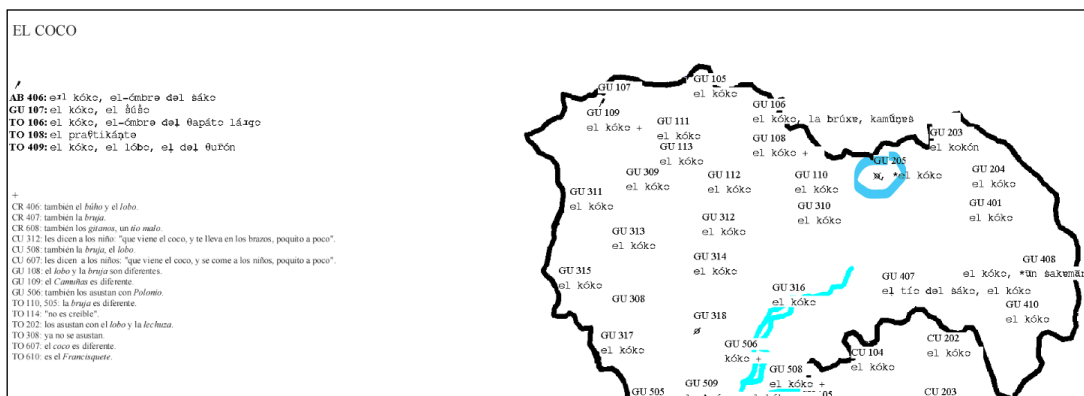 EL COCO
AB 406: eɪl kóko, el-ómbrə dəl sáko
GU 107: el kóko, el
TO 106: el kóko, el-ómbrə dəl̪ θapáto láɪgo
TO 108: el
TO 409: el kóko, el lóbo, el̪ dəl̪
+
CR 406: también el búho y el lobo.
CR 407: también la bruja.
CR 608: también los gitanos, un tío malo.
CU 312: les dicen a los niño: "que viene el coco, y te lleva en los brazos, poquito a poco".
CU 508: también la bruja, el lobo.
CU 607: les dicen a los niños: "que viene el coco, y se come a los niños, poquito a poco".
GU 108: el lobo y la bruja son diferentes.
GU 109: el Camuñas es diferente.
GU 506: también los asustan con Polonio.
TO 110, 505: la bruja es diferente.
TO 114: "no es creible".
TO 202: los asustan con el lobo y la lechuza.
TO 308: ya no se asustan.
TO 607: el coco es diferente.
TO 610: es el Francisquete.
GU 107
GU 105
el kóko
GU 109
el kóko +
GU 106
el kóko, la brúxɐ,
GU 111
el kóko
GU 108
el kóko +
GU 203
el kokón
GU 113
el kóko
GU 205
ø, *el kóko
GU 309
el kóko
GU 112
el kóko
GU 110
el kóko
GU 204
el kóko
GU 311
el kóko
GU 310
el kóko
GU 401
el kóko
GU 312
el kóko
GU 313
el kóko
GU 314
el kóko
GU 408
el kóko, *ún
GU 315
el kóko
GU 407
el̪ tío dəl sáko, el kóko
GU 316
el kóko
GU 308
GU 410
el kóko
GU 318
ø
GU 317
el kóko
CU 202
el kóko
GU 506
kóko +
CU 104
el kóko
GU 508
el kóko +
GU 505
GU 509
CU 203